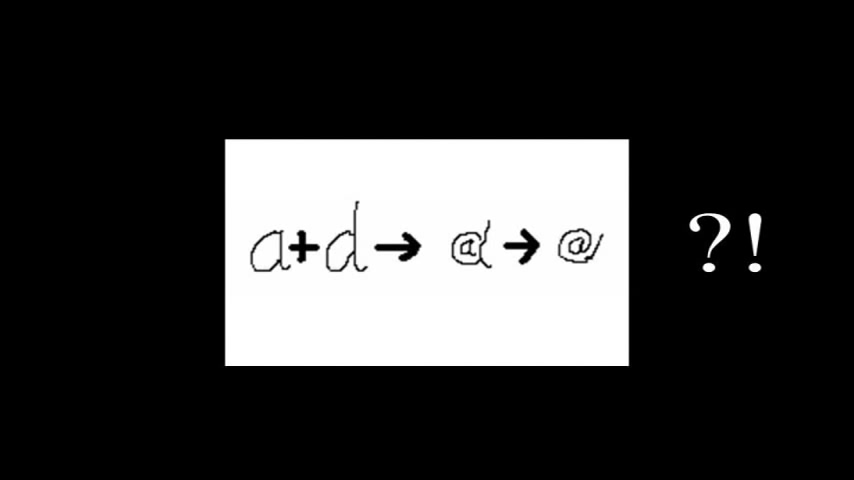 a+d → @ → @ ?!